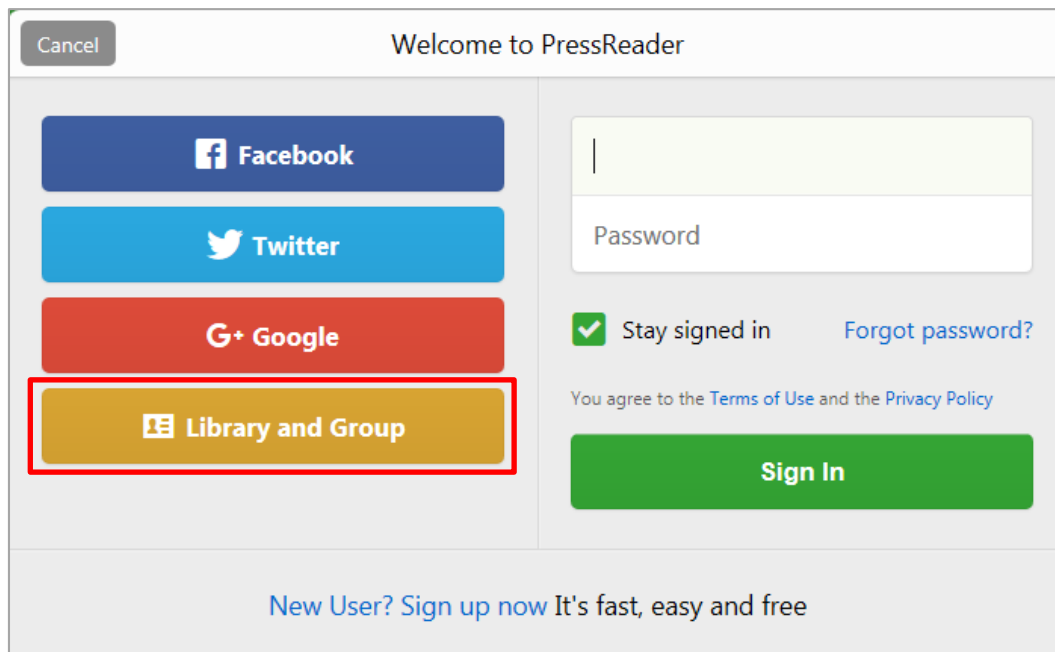 Cancel
Welcome to PressReader
Facebook
Twitter
G+ Google
Library and Group
Password
Stay signed in
Forgot password?
You agree to the Terms of Use and the Privacy Policy
Sign In
New User? Sign up now It's fast, easy and free